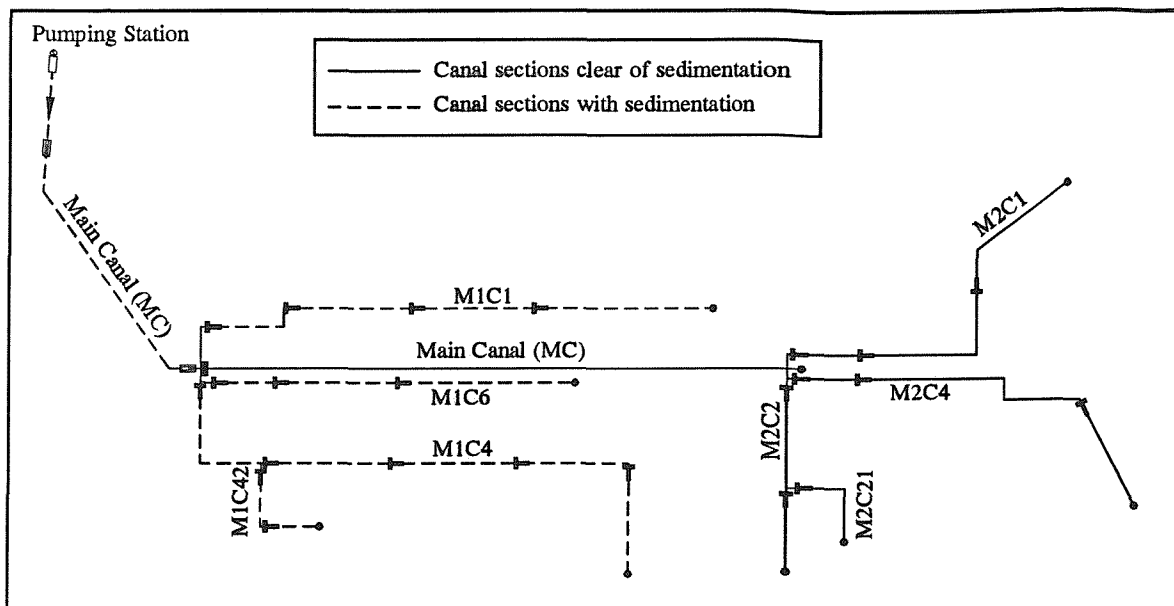 Pumping Station
Canal sections clear of sedimentation
Canal sections with sedimentation
Main Canal (MC)
M2C1
M1C1
Main Canal (MC)
M1C6
M2C4
M2C2
M1C4
M1C42
M2C21